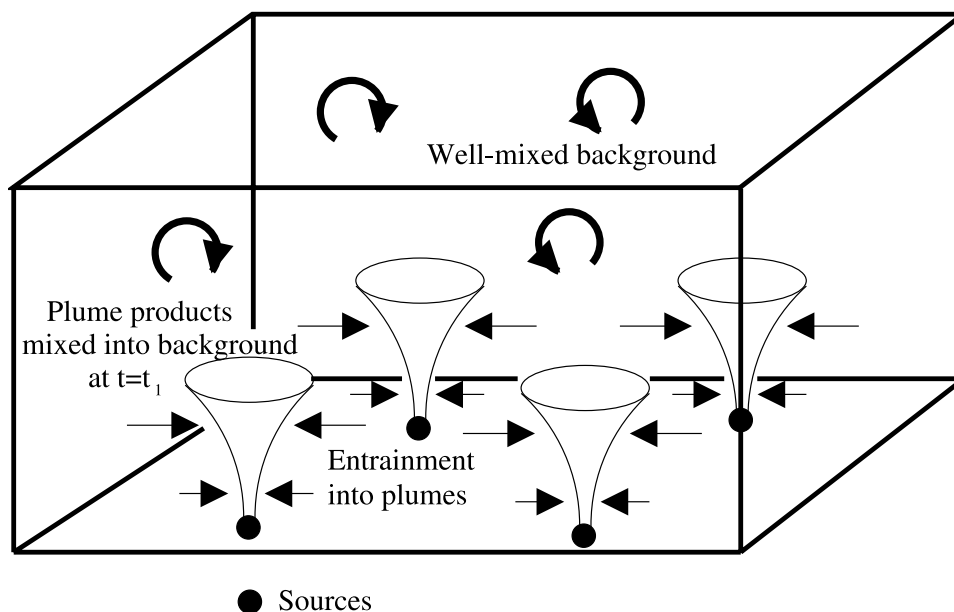 Well-mixed background
Plume products
mixed into background
at t=t₁
Entrainment
into plumes
Sources